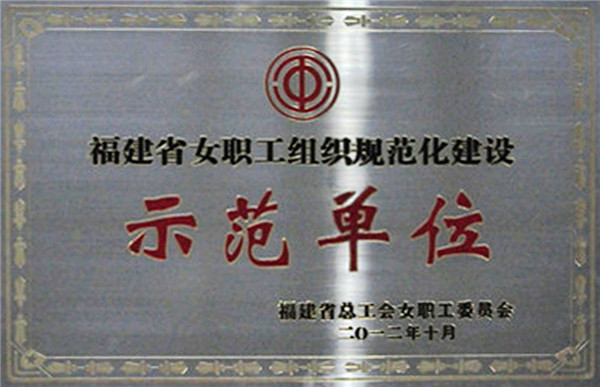 福建省女职工组织规范化建设
示范单位
福建省总工会女职工委员会
二〇一二年十月